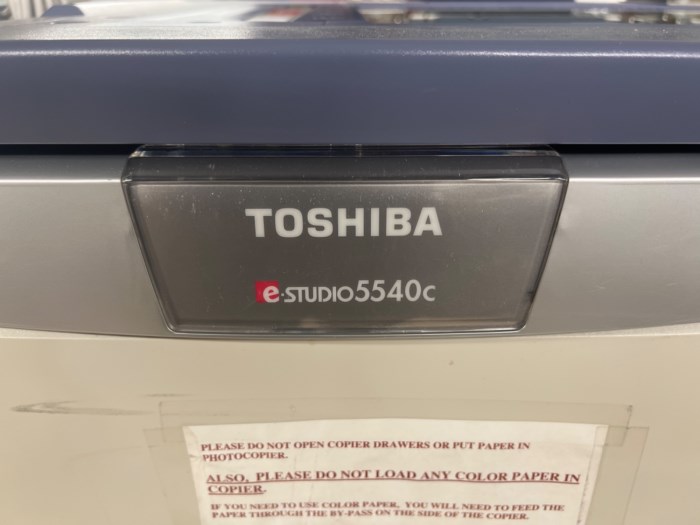 TOSHIBA
e·STUDIO5540C
PLEASE DO NOT OPEN COPIER DRAWERS OR PUT PAPER IN
PHOTOCOPIER.
ALSO, PLEASE DO NOT LOAD ANY COLOR PAPER IN
COPIER.
IF YOU NEED TO USE COLOR PAPER, YOU WILL NEED TO FEED THE
PAPER THROUGH THE BY-PASS ON THE SIDE OF THE COPIER.